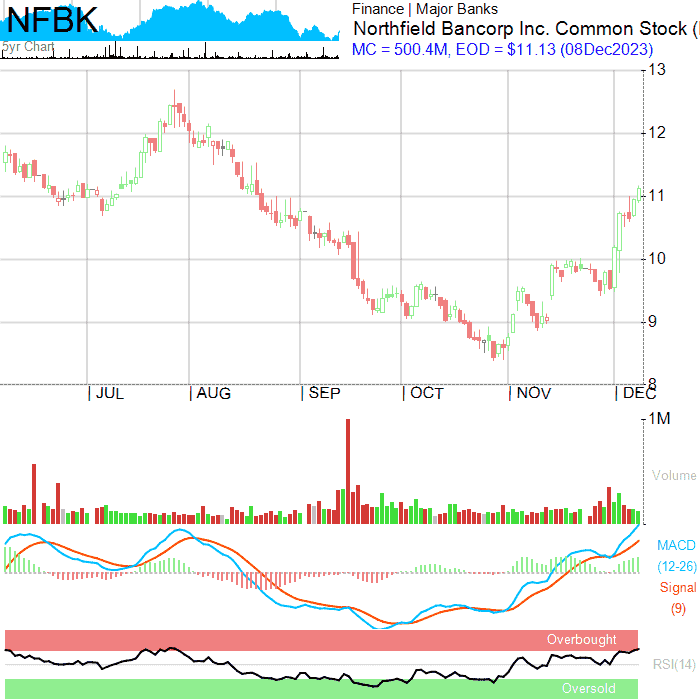 NFBK
5yr Chart
Finance | Major Banks
Northfield Bancorp Inc. Common Stock (
MC = 500.4M, EOD = $11.13 (08Dec2023)
13
12
11
10
9
8
JUL AUG SEP OCT NOV DEC
1M
Volume
MACD
(12-26)
Signal
(9)
Overbought
RSI(14)
Oversold